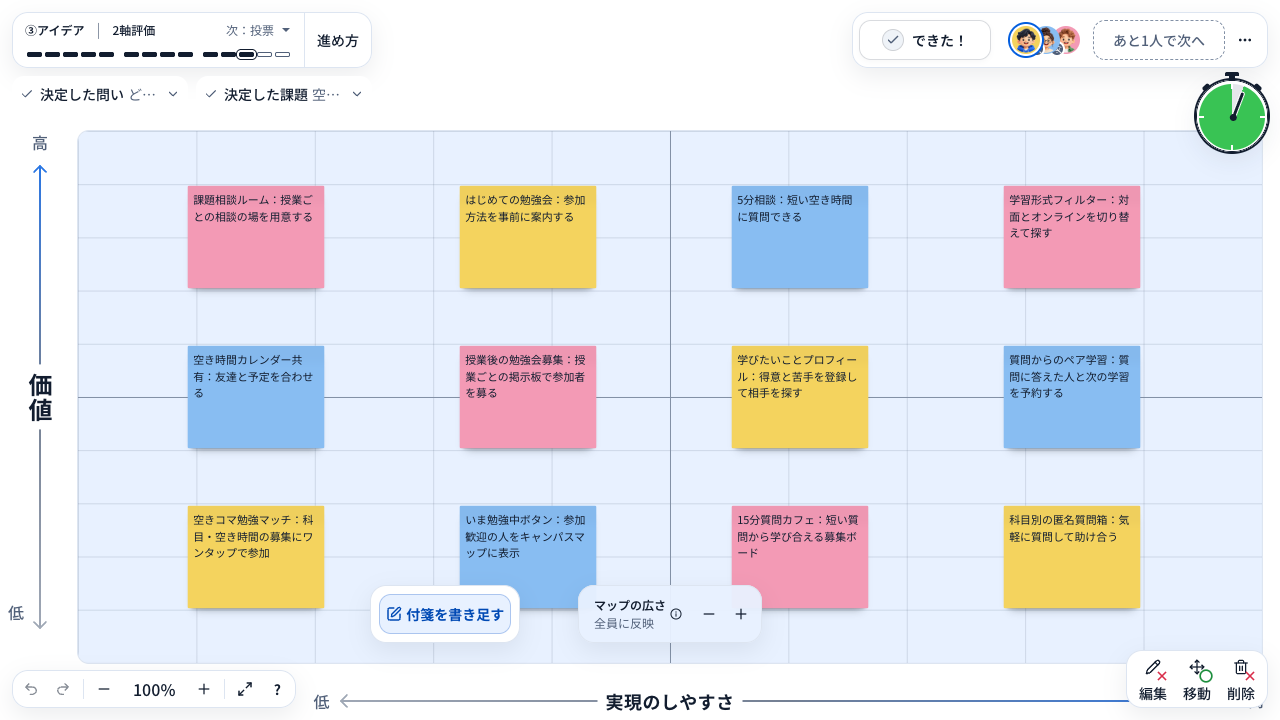 ③アイデア 2軸評価 次：投票
進め方
できた！
あと1人で次へ
決定した問い ど…
決定した課題 空…
高
価値
低
課題相談ルーム：授業ご
との相談の場を用意する
はじめての勉強会：参加
方法を事前に案内する
5分相談：短い空き時間
に質問できる
学習形式フィルター：対
面とオンラインを切り替
えて探す
空き時間カレンダー共
有：友達と予定を合わせ
る
授業後の勉強会募集：授
業ごとの掲示板で参加者
を募る
学びたいことプロフィー
ル：得意と苦手を登録し
て相手を探す
質問からのペア学習：質
問に答えた人と次の学習
を予約する
空きコマ勉強マッチ：科
目・空き時間の募集にワ
ンタップで参加
いま勉強中ボタン：参加
歓迎の人をキャンパスマ
ップに表示
15分質問カフェ：短い質
問から学び合える募集ボ
ード
科目別の匿名質問箱：気
軽に質問して助け合う
付箋を書き足す
マップの広さ
全員に反映
100%
?
低
実現のしやすさ
編集
移動
削除